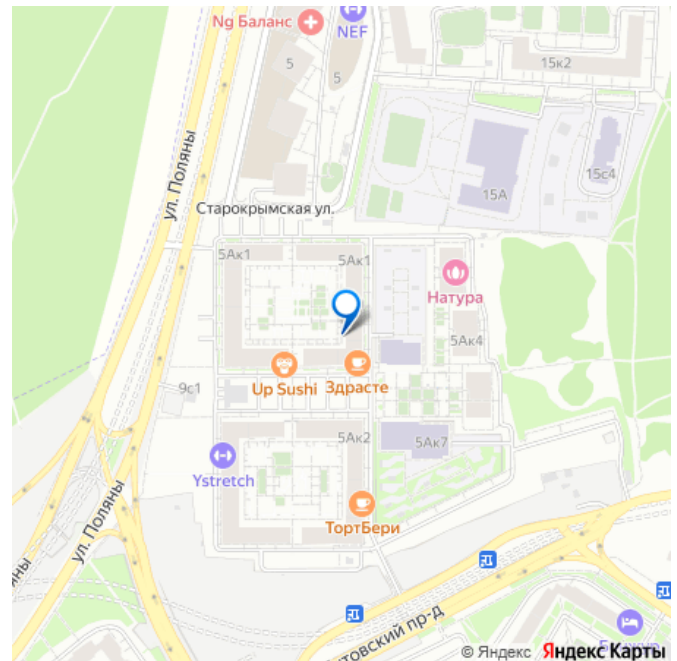 Ng Баланс
NEF
5
5
15к2
ул. Поляны
15А
15с4
Старокрымская ул.
5Ак1
5Ак1
Натура
5Ак4
9с1
Up Sushi
Здрасте
5Ак2
5Ак7
Ystretch
ТортБери
ул. Поляны
яны
товский пр-д
© Яндекс Яндекс Карты